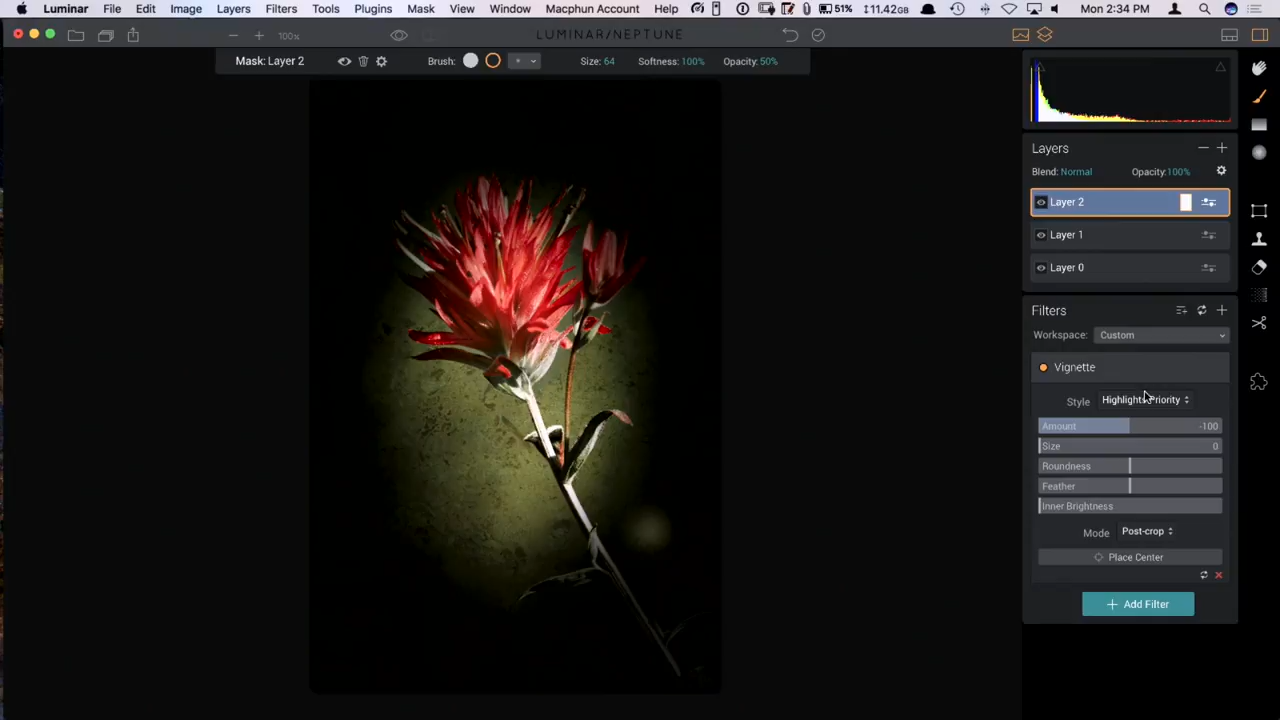 Luminar File Edit Image Layers Filters Tools Plugins Mask View Window Macphun Account Help 51% 11.42GB Mon 2:34 PM
100% LUMINAR/NEPTUNE
Mask: Layer 2 Brush: Size: 64 Softness: 100% Opacity: 50%
Layers
Blend: Normal Opacity: 100%
Layer 2
Layer 1
Layer 0
Filters
Workspace: Custom
Vignette
Style Highlights Priority
Amount -100
Size 0
Roundness
Feather
Inner Brightness
Mode Post-crop
Place Center
+ Add Filter